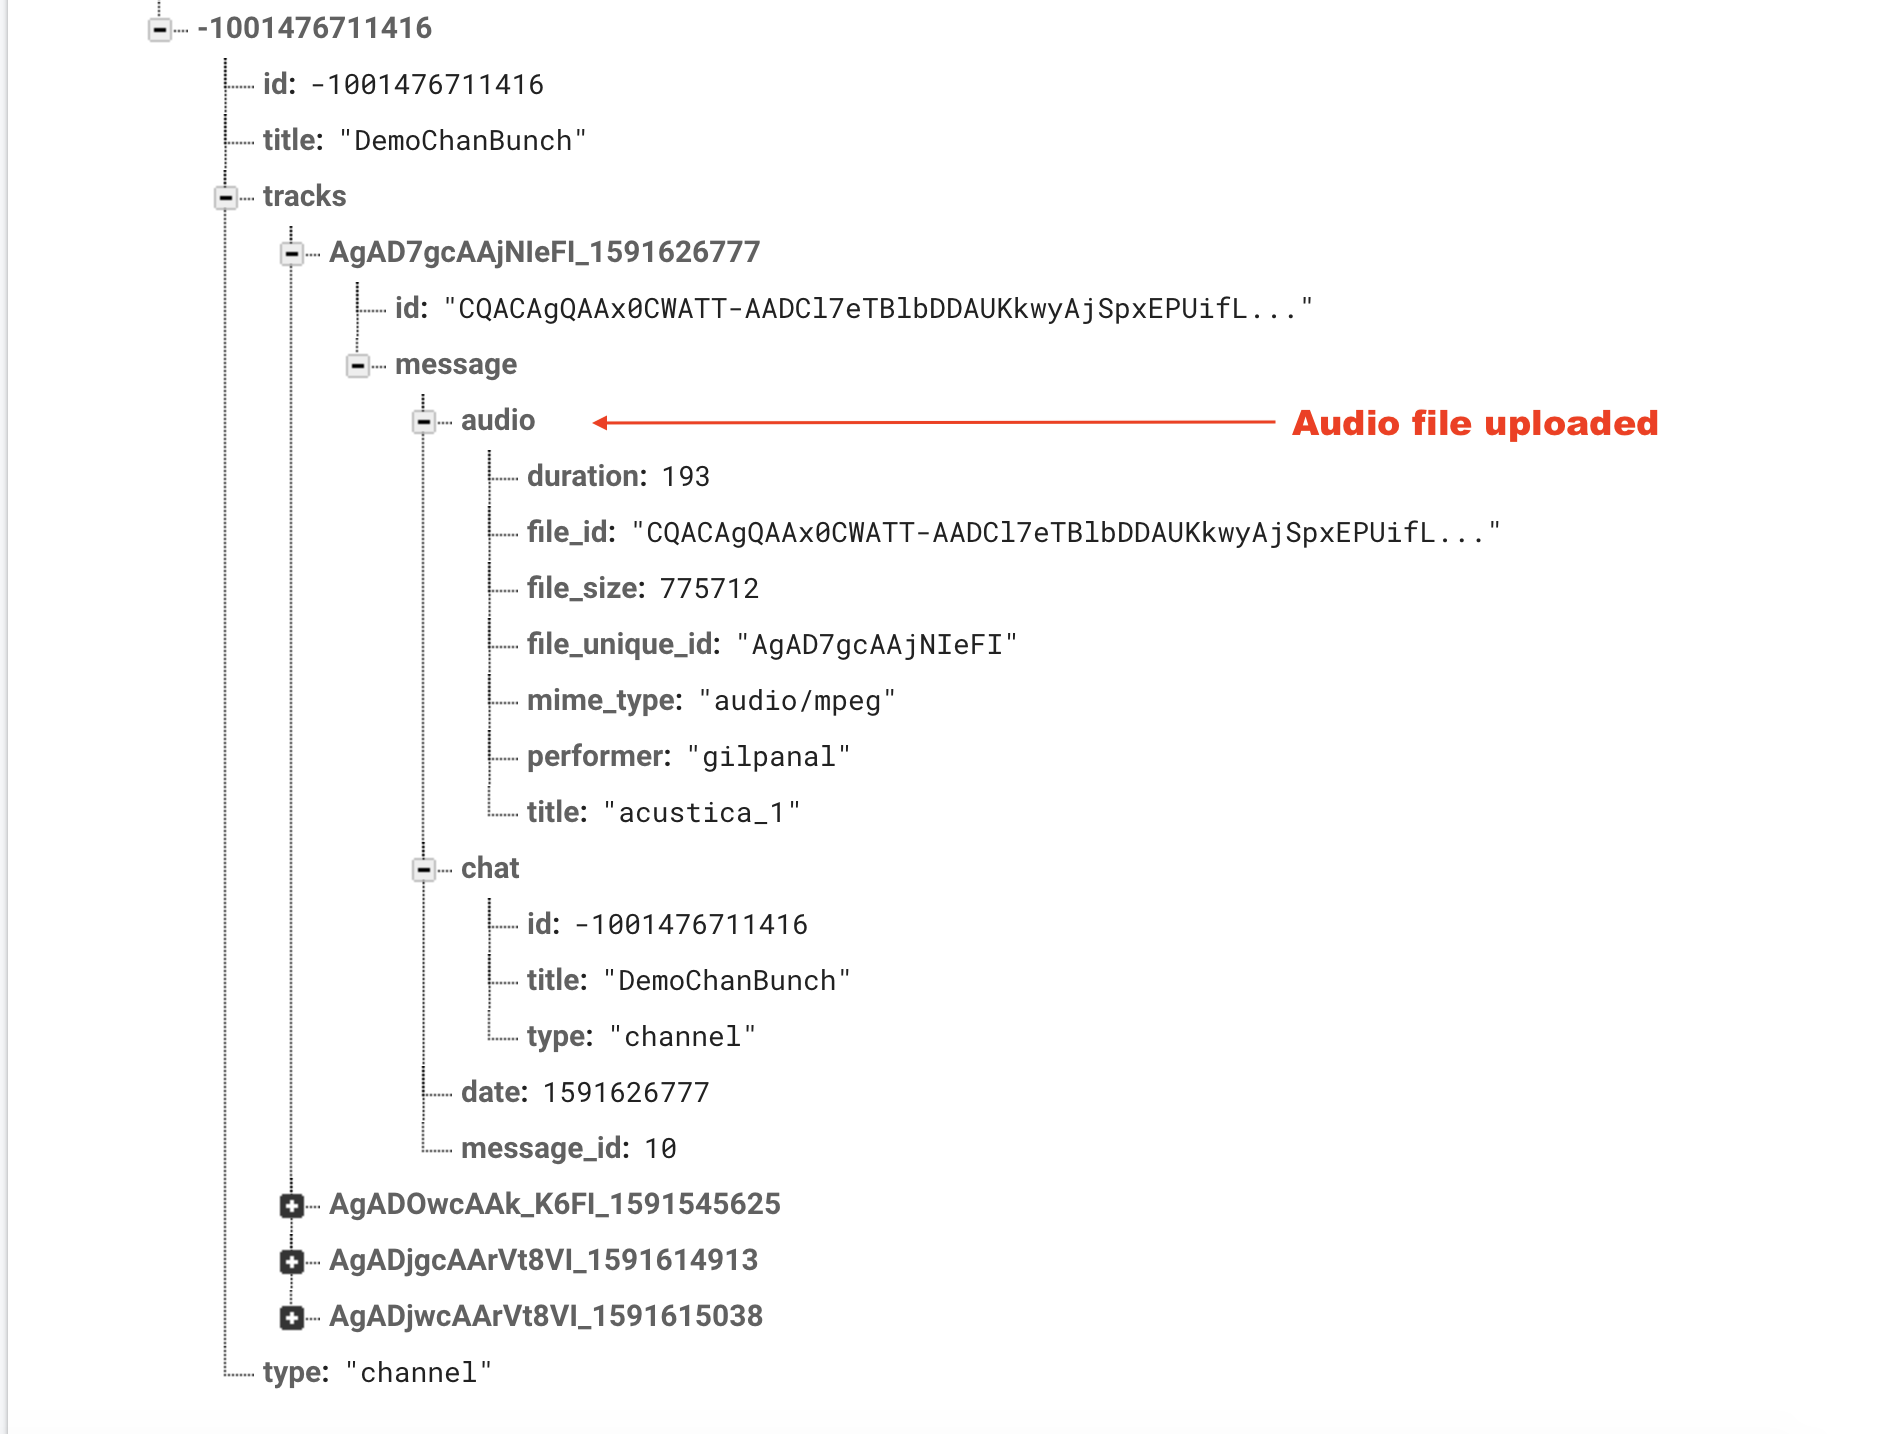 -1001476711416
id: -1001476711416
title: "DemoChanBunch"
tracks
AgAD7gcAAjNIeFI_1591626777
id: "CQACAgQAAx0CWATT-AADCl7eTBlbDDAUKkwyAjSpxEPUifL..."
message
audio
Audio file uploaded
duration: 193
file_id: "CQACAgQAAx0CWATT-AADCl7eTBlbDDAUKkwyAjSpxEPUifL..."
file_size: 775712
file_unique_id: "AgAD7gcAAjNIeFI"
mime_type: "audio/mpeg"
performer: "gilpanal"
title: "acustica_1"
chat
id: -1001476711416
title: "DemoChanBunch"
type: "channel"
date: 1591626777
message_id: 10
AgADOwcAAk_K6FI_1591545625
AgADjgcAArVt8VI_1591614913
AgADjwcAArVt8VI_1591615038
type: "channel"